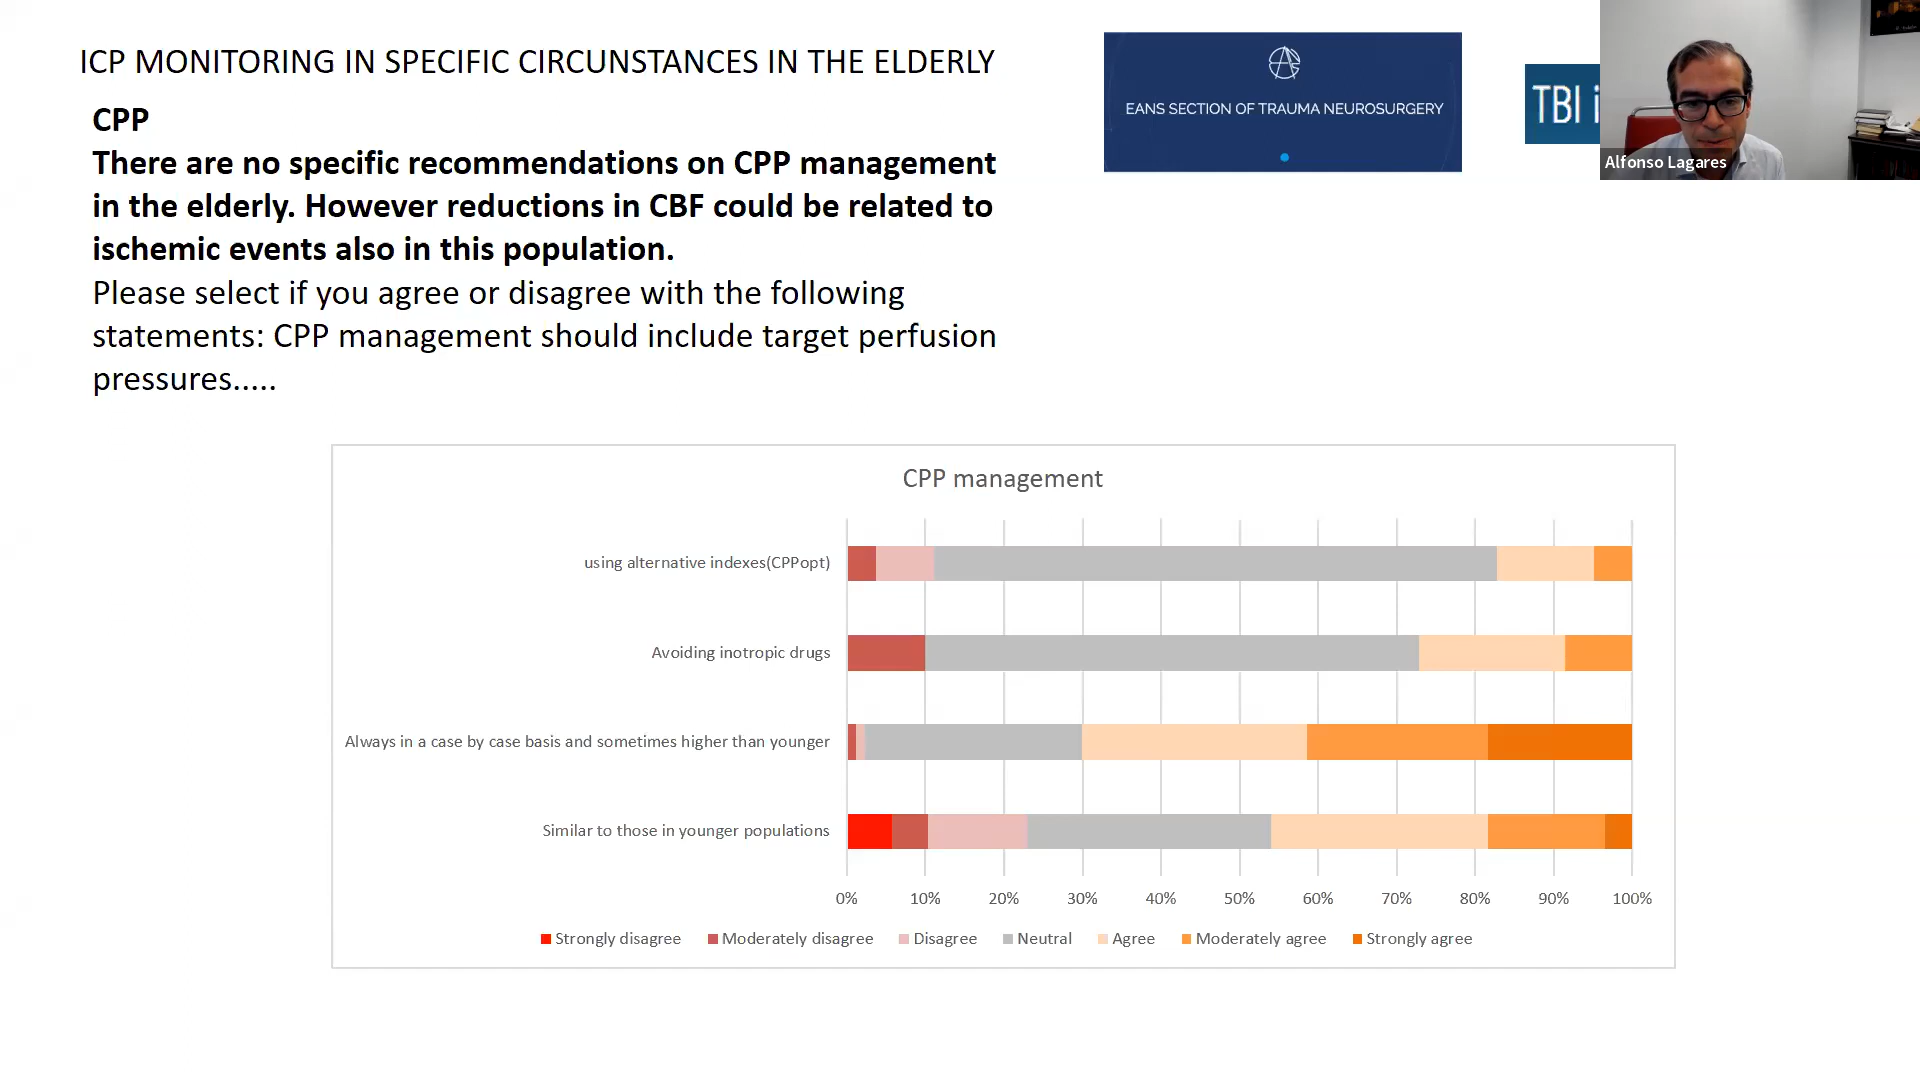 ICP MONITORING IN SPECIFIC CIRCUNSTANCES IN THE ELDERLY
CPP
There are no specific recommendations on CPP management
in the elderly. However reductions in CBF could be related to
ischemic events also in this population.
Please select if you agree or disagree with the following
statements: CPP management should include target perfusion
pressures.....
EANS SECTION OF TRAUMA NEUROSURGERY
TBI i
Alfonso Lagares
CPP management
using alternative indexes(CPPopt)
Avoiding inotropic drugs
Always in a case by case basis and sometimes higher than younger
Similar to those in younger populations
0% 10% 20% 30% 40% 50% 60% 70% 80% 90% 100%
Strongly disagree Moderately disagree Disagree Neutral Agree Moderately agree Strongly agree